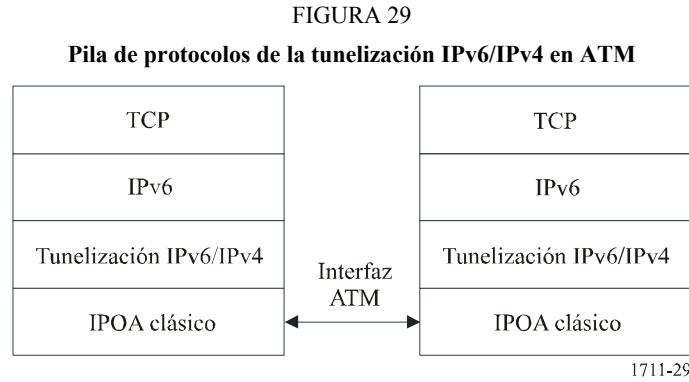 FIGURA 29
Pila de protocolos de la tunelización IPv6/IPv4 en ATM
TCP
IPv6
Tunelización IPv6/IPv4
IPOA clásico
Interfaz
ATM
TCP
IPv6
Tunelización IPv6/IPv4
IPOA clásico
1711-29